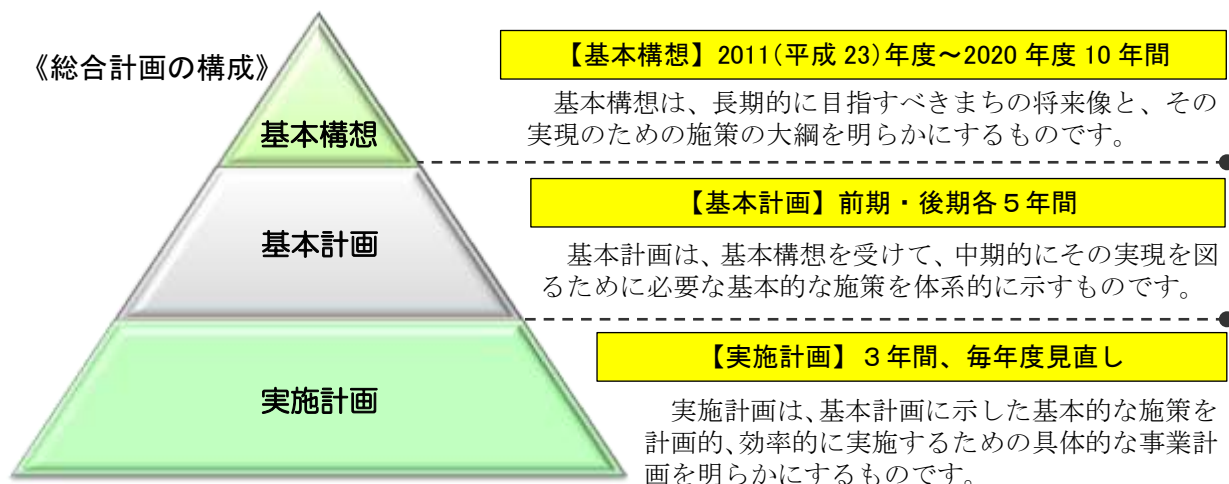 《総合計画の構成》
基本構想
基本計画
実施計画
【基本構想】2011(平成 23)年度～2020 年度 10 年間
基本構想は、長期的に目指すべきまちの将来像と、その
実現のための施策の大綱を明らかにするものです。
【基本計画】前期・後期各５年間
基本計画は、基本構想を受けて、中期的にその実現を図
るために必要な基本的な施策を体系的に示すものです。
【実施計画】３年間、毎年度見直し
実施計画は、基本計画に示した基本的な施策を
計画的、効率的に実施するための具体的な事業計
画を明らかにするものです。